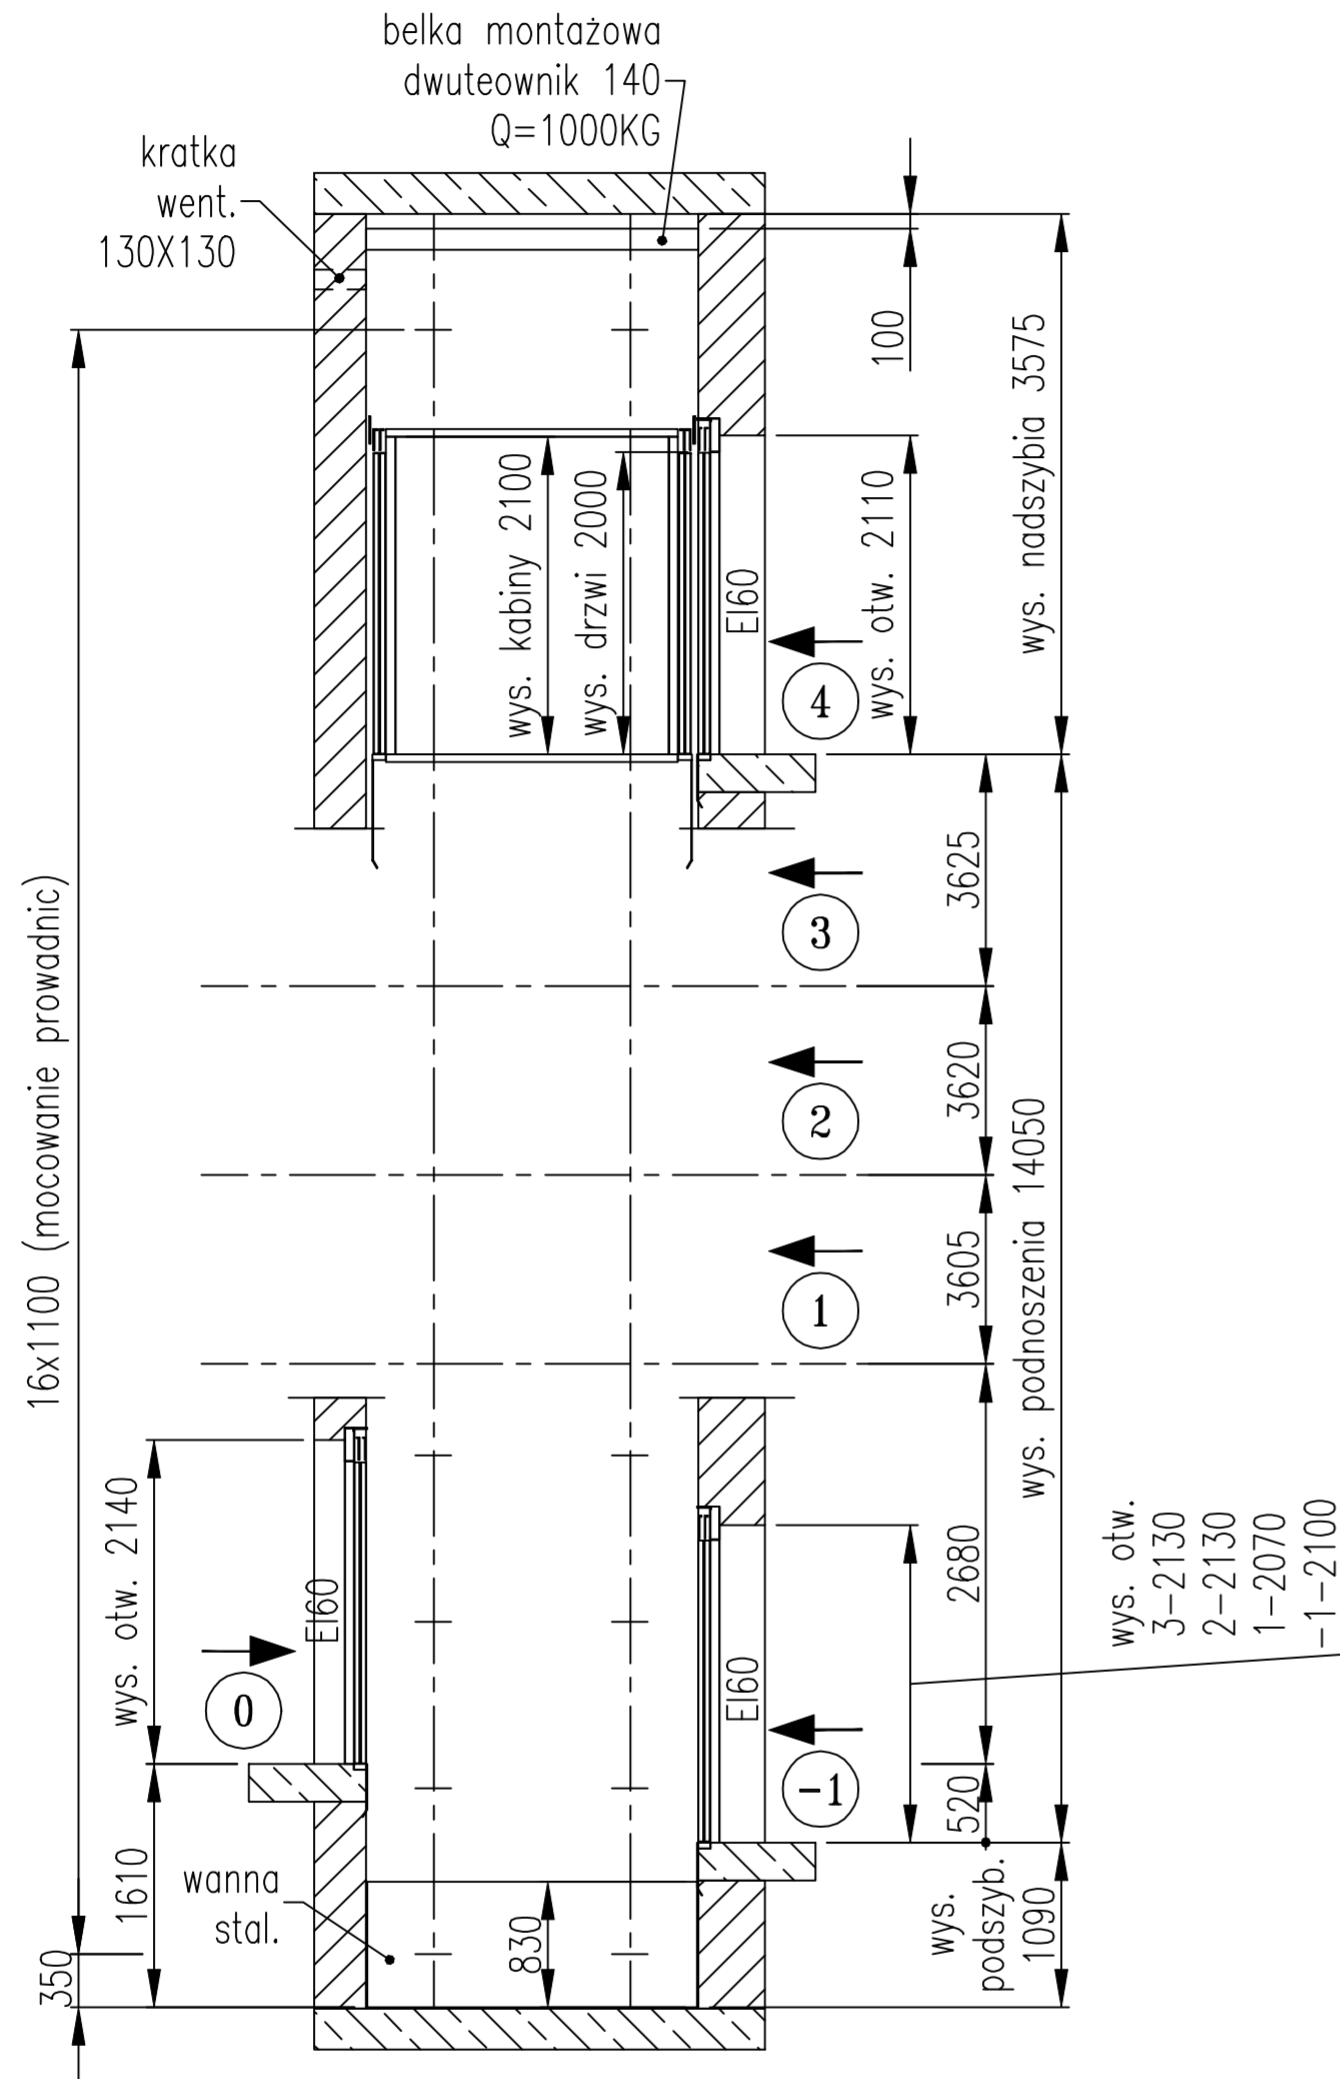 belka montażowa
dwuteownik 140
Q=1000KG
kratka
went.
130X130
100
wys. nadszybia 3575
wys. kabiny 2100
wys. drzwi 2000
EI60
wys. otw. 2110
4
3625
3
16x1100 (mocowanie prowadnic)
3620
2
wys. podnoszenia 14050
3605
1
wys. otw. 2140
EI60
0
2680
EI60
-1
wys. otw.
3-2130
2-2130
1-2070
-1-2100
520
1610
wanna
stal.
830
wys.
podszyb.
1090
350